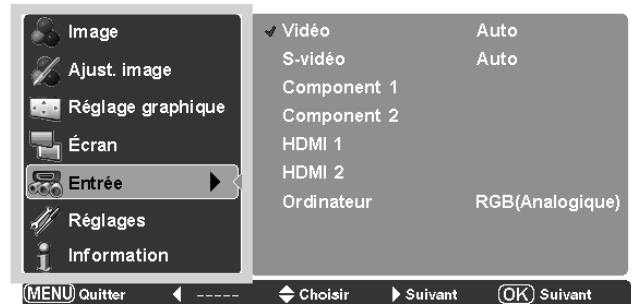 Image
Ajust. image
Réglage graphique
Écran
Entrée
Réglages
Information
Vidéo Auto
S-vidéo Auto
Component 1
Component 2
HDMI 1
HDMI 2
Ordinateur RGB(Analogique)
MENU Quitter ----- Choisir Suivant OK Suivant